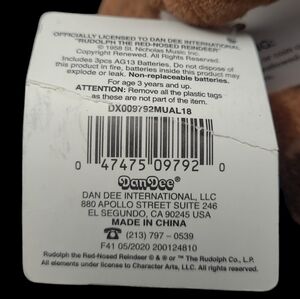 OFFICIALLY LICENSED TO DAN DEE INTERNATIONAL
"RUDOLPH THE RED-NOSED REINDEER"
© 1958 St. Nicholas Music Inc.
Copyright Renewed. All Rights Reserved.
Includes 3pcs AG13 Batteries. Never dispose of
this product in fire, batteries inside this product may
explode or leak. Non-replaceable batteries.
For age 3 years and up.
ATTENTION: Remove all the plastic tags
as these are not part of the item.
DX009792MUAL18
0 47475 09792 0
DanDee
DAN DEE INTERNATIONAL, LLC
880 APOLLO STREET SUITE 246
EL SEGUNDO, CA 90245 USA
MADE IN CHINA
☎ (213) 797 - 0539
F41 05/2020 200124810
Rudolph the Red-Nosed Reindeer © & ® or ™ The Rudolph Co., L.P.
All elements under license to Character Arts, LLC. All rights reserved.